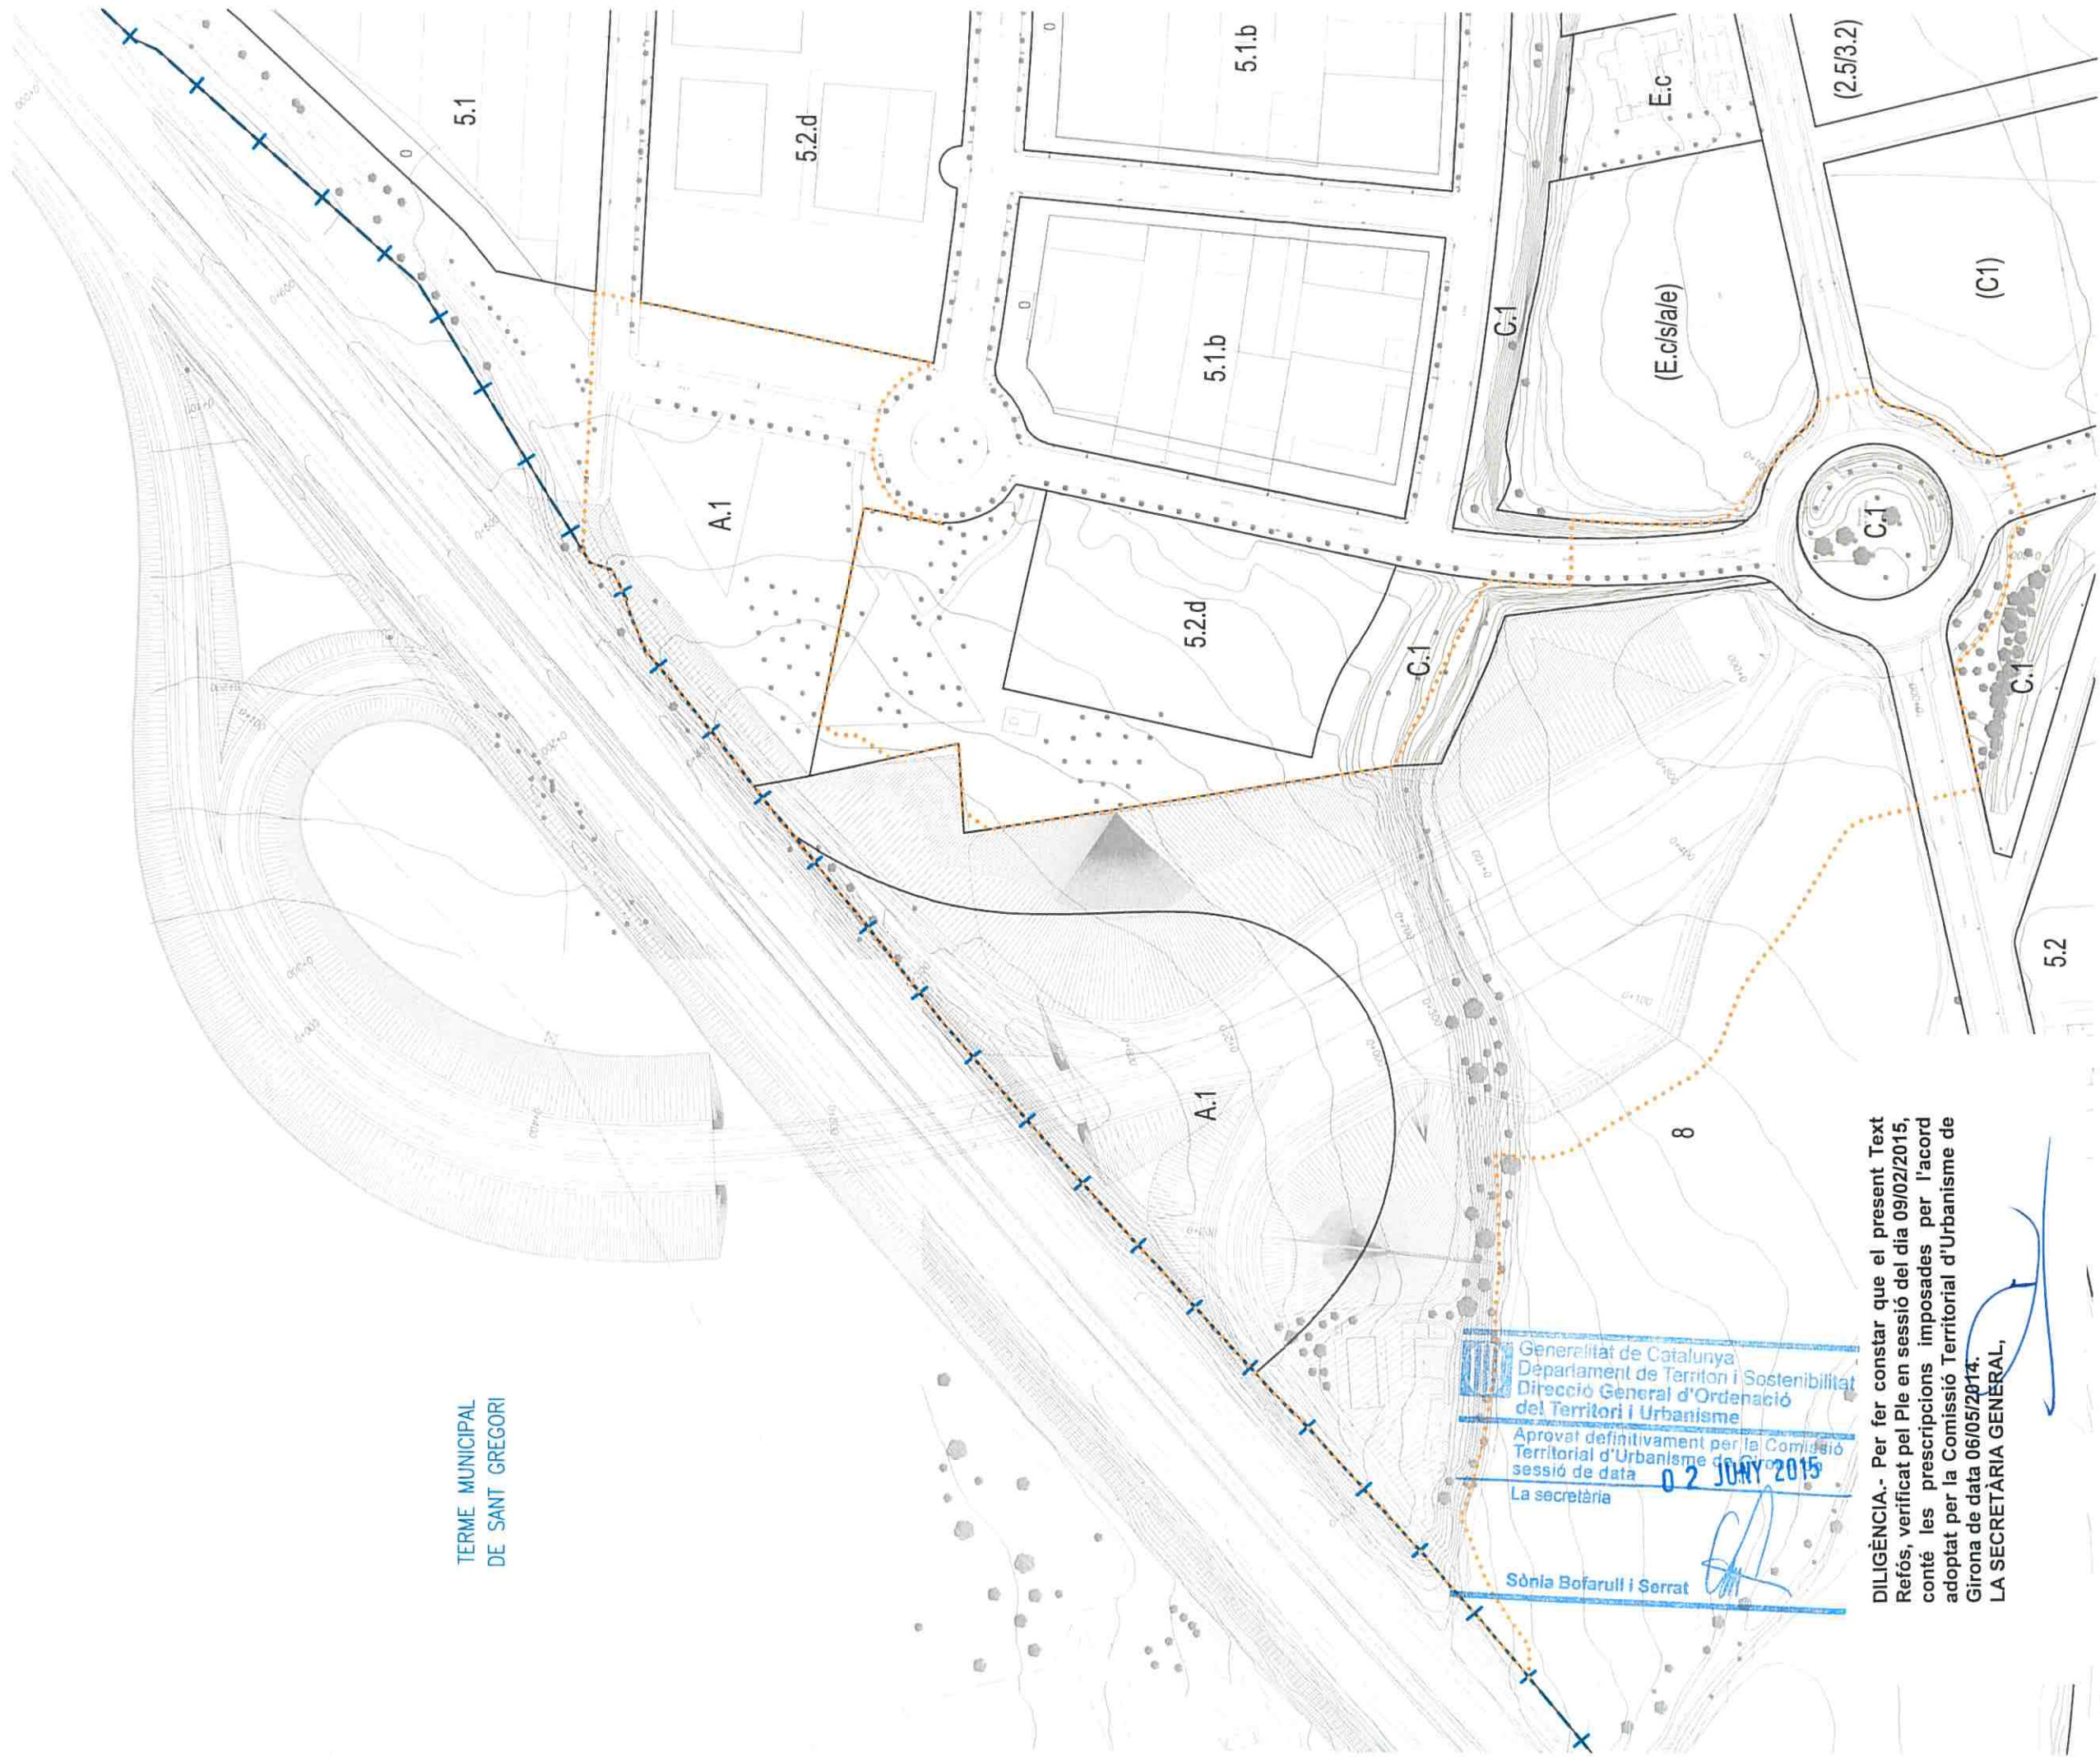 5.1
0
5.2.d
0
5.1.b
E.c
(2.5/3.2)
A.1
0
5.1.b
C.1
(E.c/s/a/e)
(C1)
5.2.d
C.1
C.1
C.1
A.1
8
5.2
TERME MUNICIPAL
DE SANT GREGORI
Generalitat de Catalunya
Departament de Territori i Sostenibilitat
Direcció General d'Ordenació
del Territori i Urbanisme
Aprovat definitivament per la Comissió
Territorial d'Urbanisme de Girona
sessió de data 02 JUNY 2015
La secretària
Sònia Bofarull i Serrat
DILIGÈNCIA.- Per fer constar que el present Text
Refós, verificat pel Ple en sessió del dia 09/02/2015,
conté les prescripcions imposades per l'acord
adoptat per la Comissió Territorial d'Urbanisme de
Girona de data 06/05/2014.
LA SECRETÀRIA GENERAL,